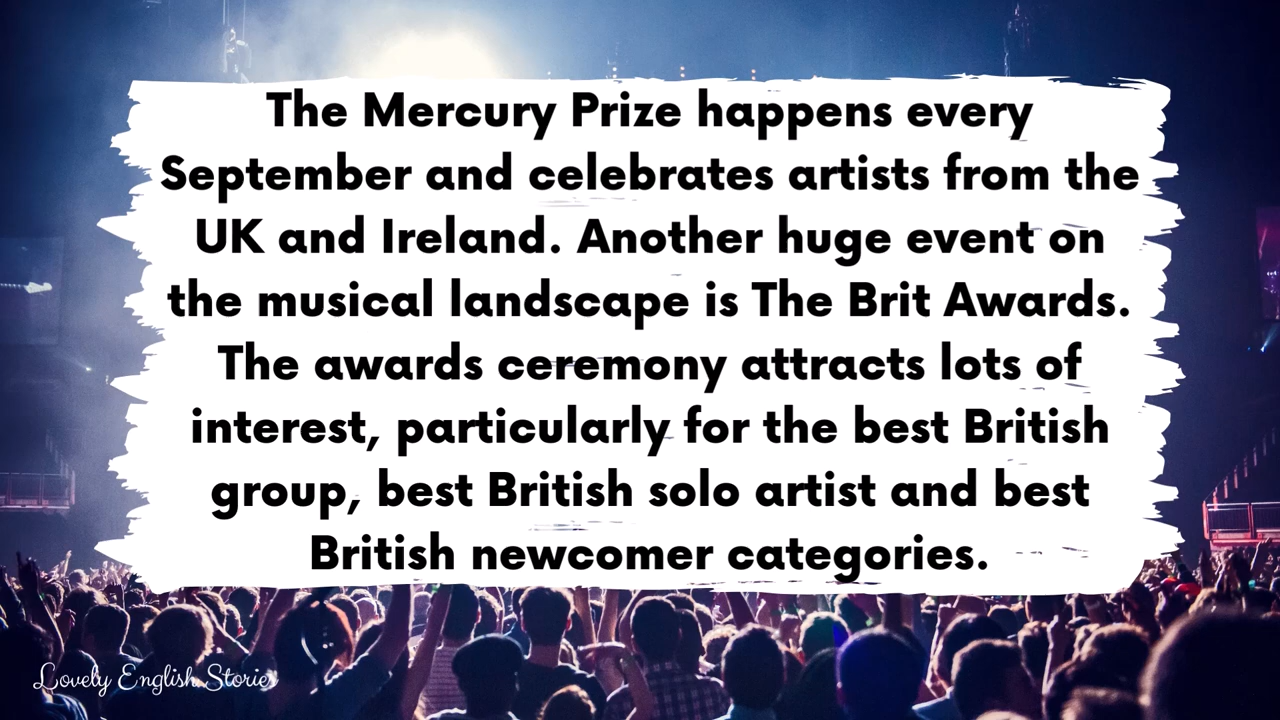 The Mercury Prize happens every
September and celebrates artists from the
UK and Ireland. Another huge event on
the musical landscape is The Brit Awards.
The awards ceremony attracts lots of
interest, particularly for the best British
group, best British solo artist and best
British newcomer categories.
Lovely English Stories